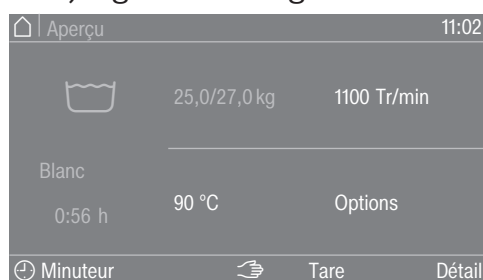 Aperçu 11:02
25,0/27,0 kg 1100 Tr/min
Blanc
0:56 h
90 °C Options
Minuteur Tare Détail